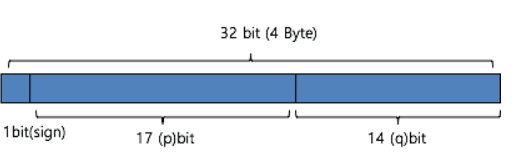 32 bit (4 Byte)
1bit(sign)
17 (p)bit
14 (q)bit